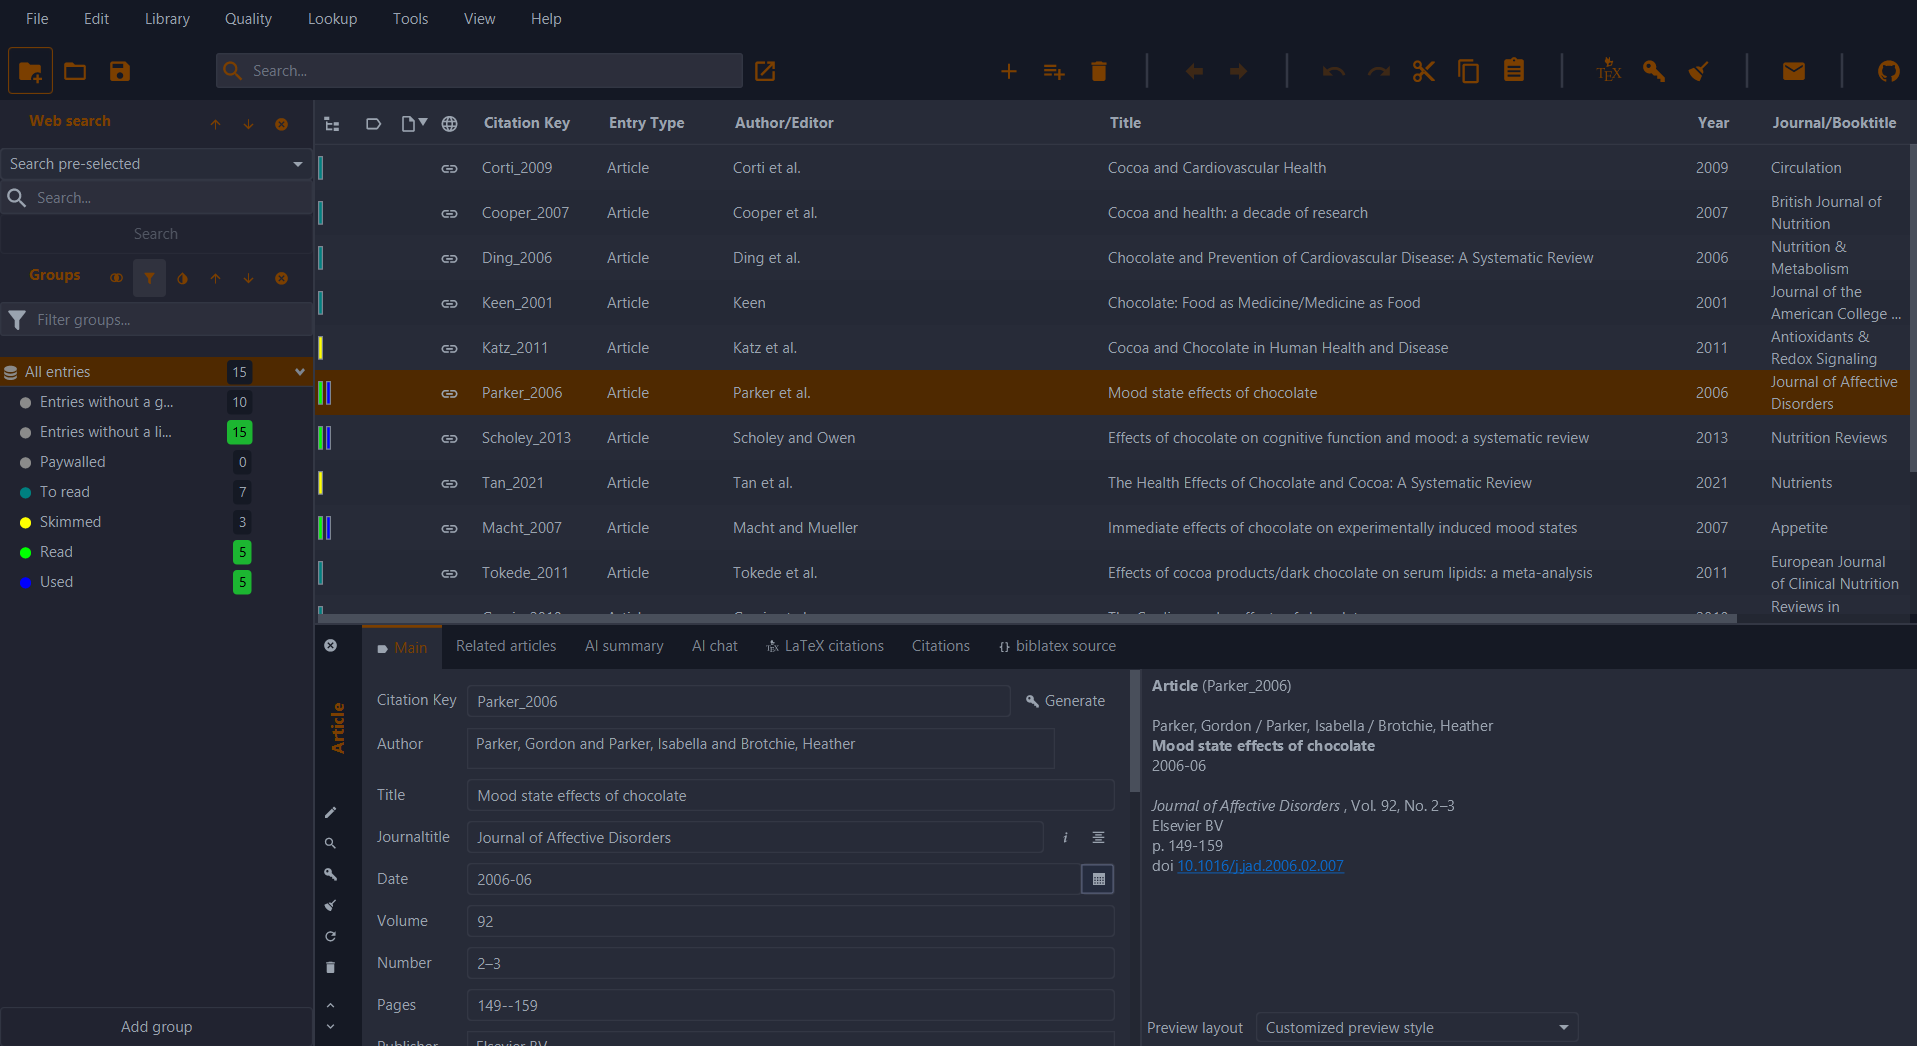 File Edit Library Quality Lookup Tools View Help
Search...
Web search
Search pre-selected
Search...
Search
Groups
Filter groups...
All entries 15
Entries without a g... 10
Entries without a li... 15
Paywalled 0
To read 7
Skimmed 3
Read 5
Used 5
Add group
Citation Key Entry Type Author/Editor Title Year Journal/Booktitle
Corti_2009 Article Corti et al. Cocoa and Cardiovascular Health 2009 Circulation
Cooper_2007 Article Cooper et al. Cocoa and health: a decade of research 2007 British Journal of
Nutrition
Ding_2006 Article Ding et al. Chocolate and Prevention of Cardiovascular Disease: A Systematic Review 2006 Nutrition &
Metabolism
Keen_2001 Article Keen Chocolate: Food as Medicine/Medicine as Food 2001 Journal of the
American College ...
Katz_2011 Article Katz et al. Cocoa and Chocolate in Human Health and Disease 2011 Antioxidants &
Redox Signaling
Parker_2006 Article Parker et al. Mood state effects of chocolate 2006 Journal of Affective
Disorders
Scholey_2013 Article Scholey and Owen Effects of chocolate on cognitive function and mood: a systematic review 2013 Nutrition Reviews
Tan_2021 Article Tan et al. The Health Effects of Chocolate and Cocoa: A Systematic Review 2021 Nutrients
Macht_2007 Article Macht and Mueller Immediate effects of chocolate on experimentally induced mood states 2007 Appetite
Tokede_2011 Article Tokede et al. Effects of cocoa products/dark chocolate on serum lipids: a meta-analysis 2011 European Journal
of Clinical Nutrition
Reviews in
Main Related articles AI summary AI chat LaTeX citations Citations {} biblatex source
Article
Citation Key Parker_2006 Generate
Author Parker, Gordon and Parker, Isabella and Brotchie, Heather
Title Mood state effects of chocolate
Journaltitle Journal of Affective Disorders
Date 2006-06
Volume 92
Number 2–3
Pages 149--159
Publisher Elsevier BV
Article (Parker_2006)
Parker, Gordon / Parker, Isabella / Brotchie, Heather
Mood state effects of chocolate
2006-06
Journal of Affective Disorders , Vol. 92, No. 2–3
Elsevier BV
p. 149-159
doi 10.1016/j.jad.2006.02.007
Preview layout Customized preview style